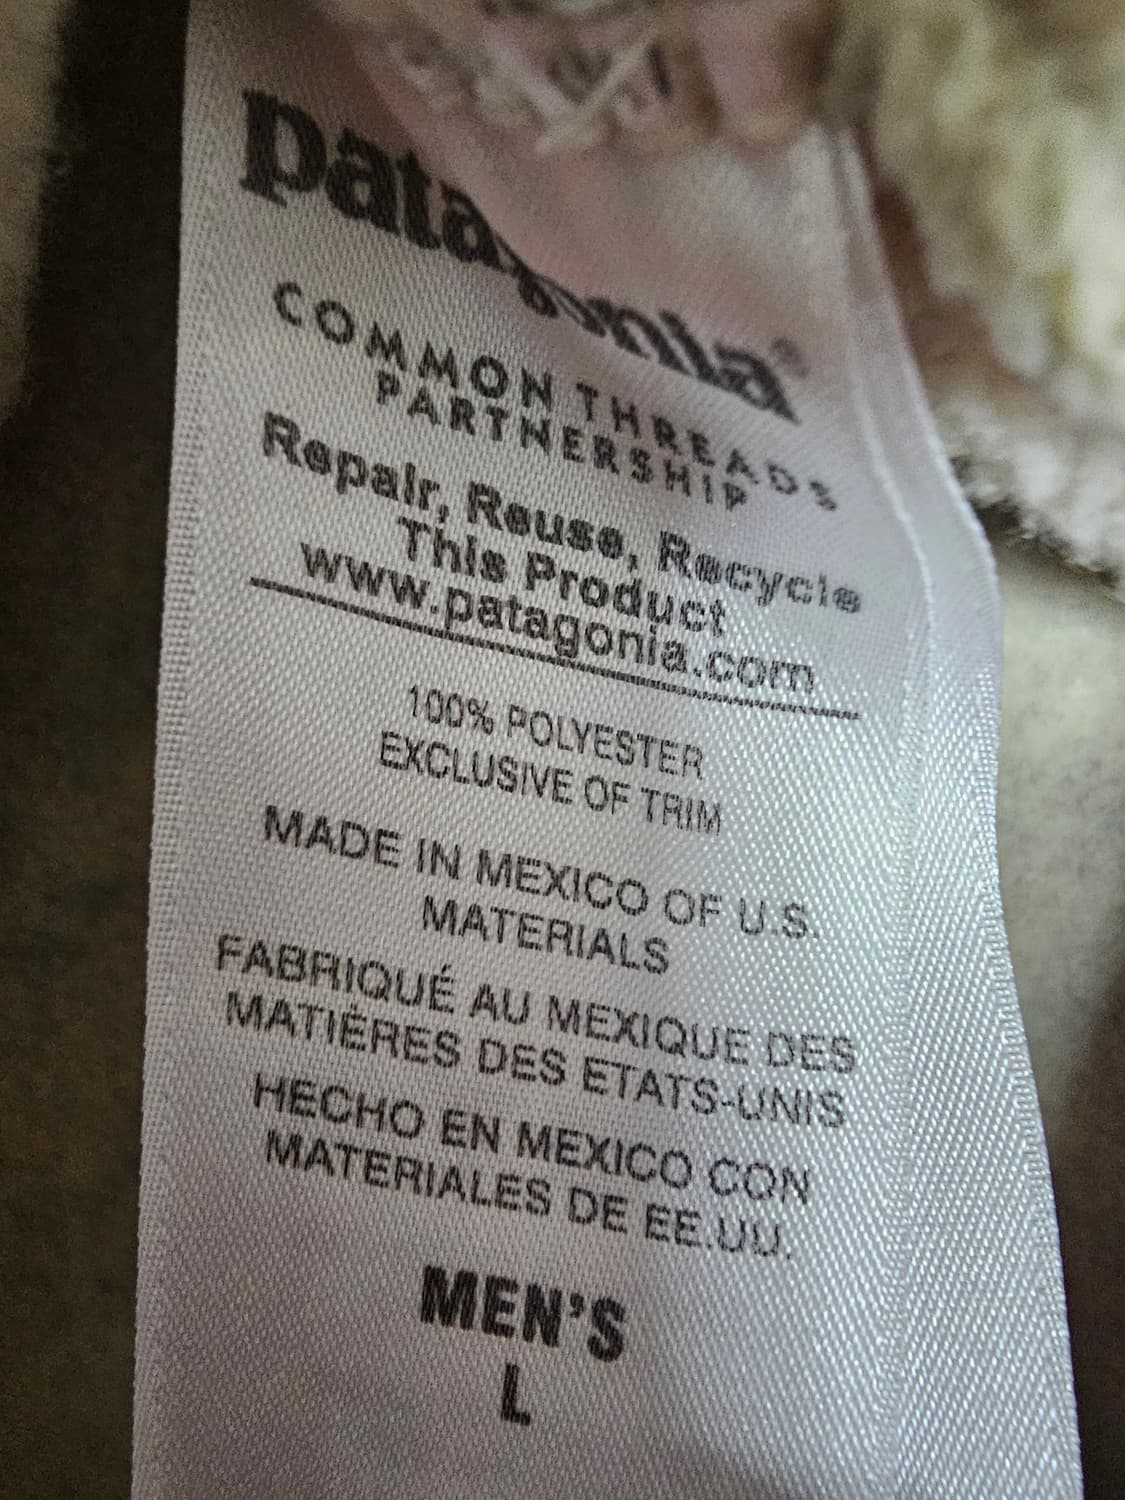 patagonia®
COMMON THREADS
PARTNERSHIP
Repair, Reuse, Recycle
This Product
www.patagonia.com
100% POLYESTER
EXCLUSIVE OF TRIM
MADE IN MEXICO OF U.S.
MATERIALS
FABRIQUÉ AU MEXIQUE DES
MATIÈRES DES ETATS-UNIS
HECHO EN MEXICO CON
MATERIALES DE EE.UU.
MEN'S
L